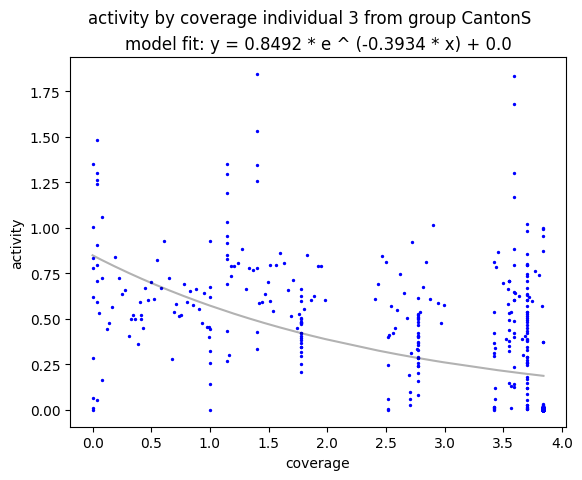 activity by coverage individual 3 from group CantonS
model fit: y = 0.8492 * e ^ (-0.3934 * x) + 0.0
1.75
1.50
1.25
1.00
0.75
0.50
0.25
0.00
activity
0.0 0.5 1.0 1.5 2.0 2.5 3.0 3.5 4.0
coverage